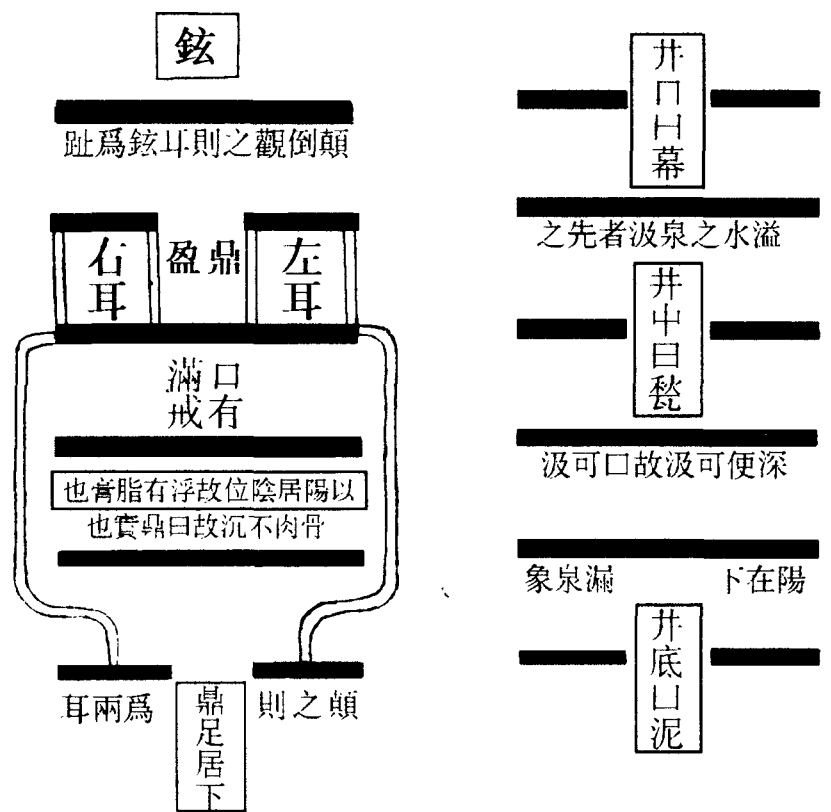 井口曰幕
溢水之泉汲者先之
井中曰甃
深便可汲故曰可汲
陽在下
漏泉象
井底曰泥
鉉
顛倒觀之則耳鉉爲趾
左耳
鼎盈
右耳
口滿
有戒
以陽居陰位故浮有脂膏也
骨肉不沉故曰鼎實也
顛之則
爲兩耳
鼎足居下